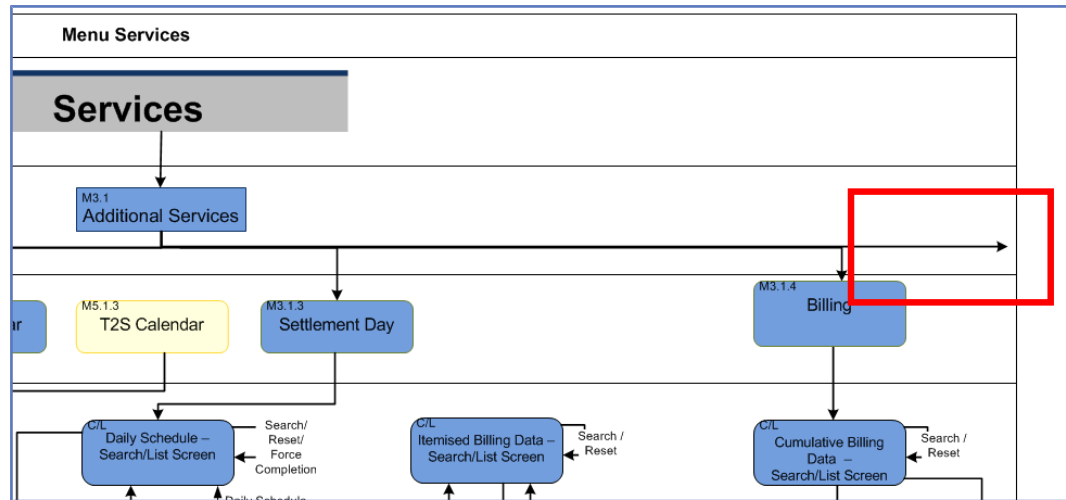 Menu Services
Services
M3.1
Additional Services
M5.1.3
T2S Calendar
M3.1.3
Settlement Day
M3.1.4
Billing
C/L
Daily Schedule –
Search/List Screen
Search/
Reset/
Force
Completion
C/L
Itemised Billing Data –
Search/List Screen
Search /
Reset
C/L
Cumulative Billing
Data –
Search/List Screen
Search /
Reset
Daily Schedule